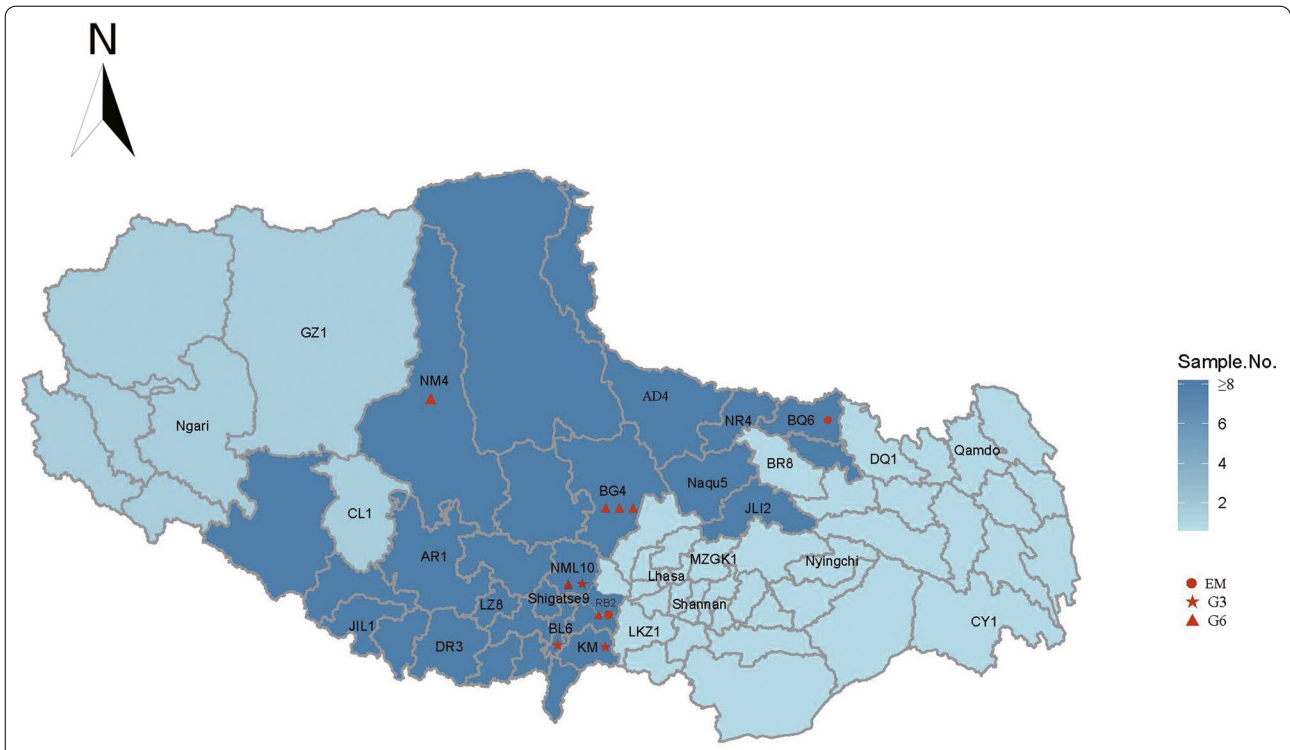 N
GZ1
NM4
AD4
NR4
BQ6
Ngari
BR8
DQ1
Qamdo
Naqu5
BG4
CL1
JLI2
AR1
NML10
MZGK1
Nyingchi
Lhasa
Shigatse9
LZ8
RB2
Shannan
JIL1
BL6
LKZ1
CY1
DR3
KM
Sample.No.
≥8
6
4
2
EM
G3
G6